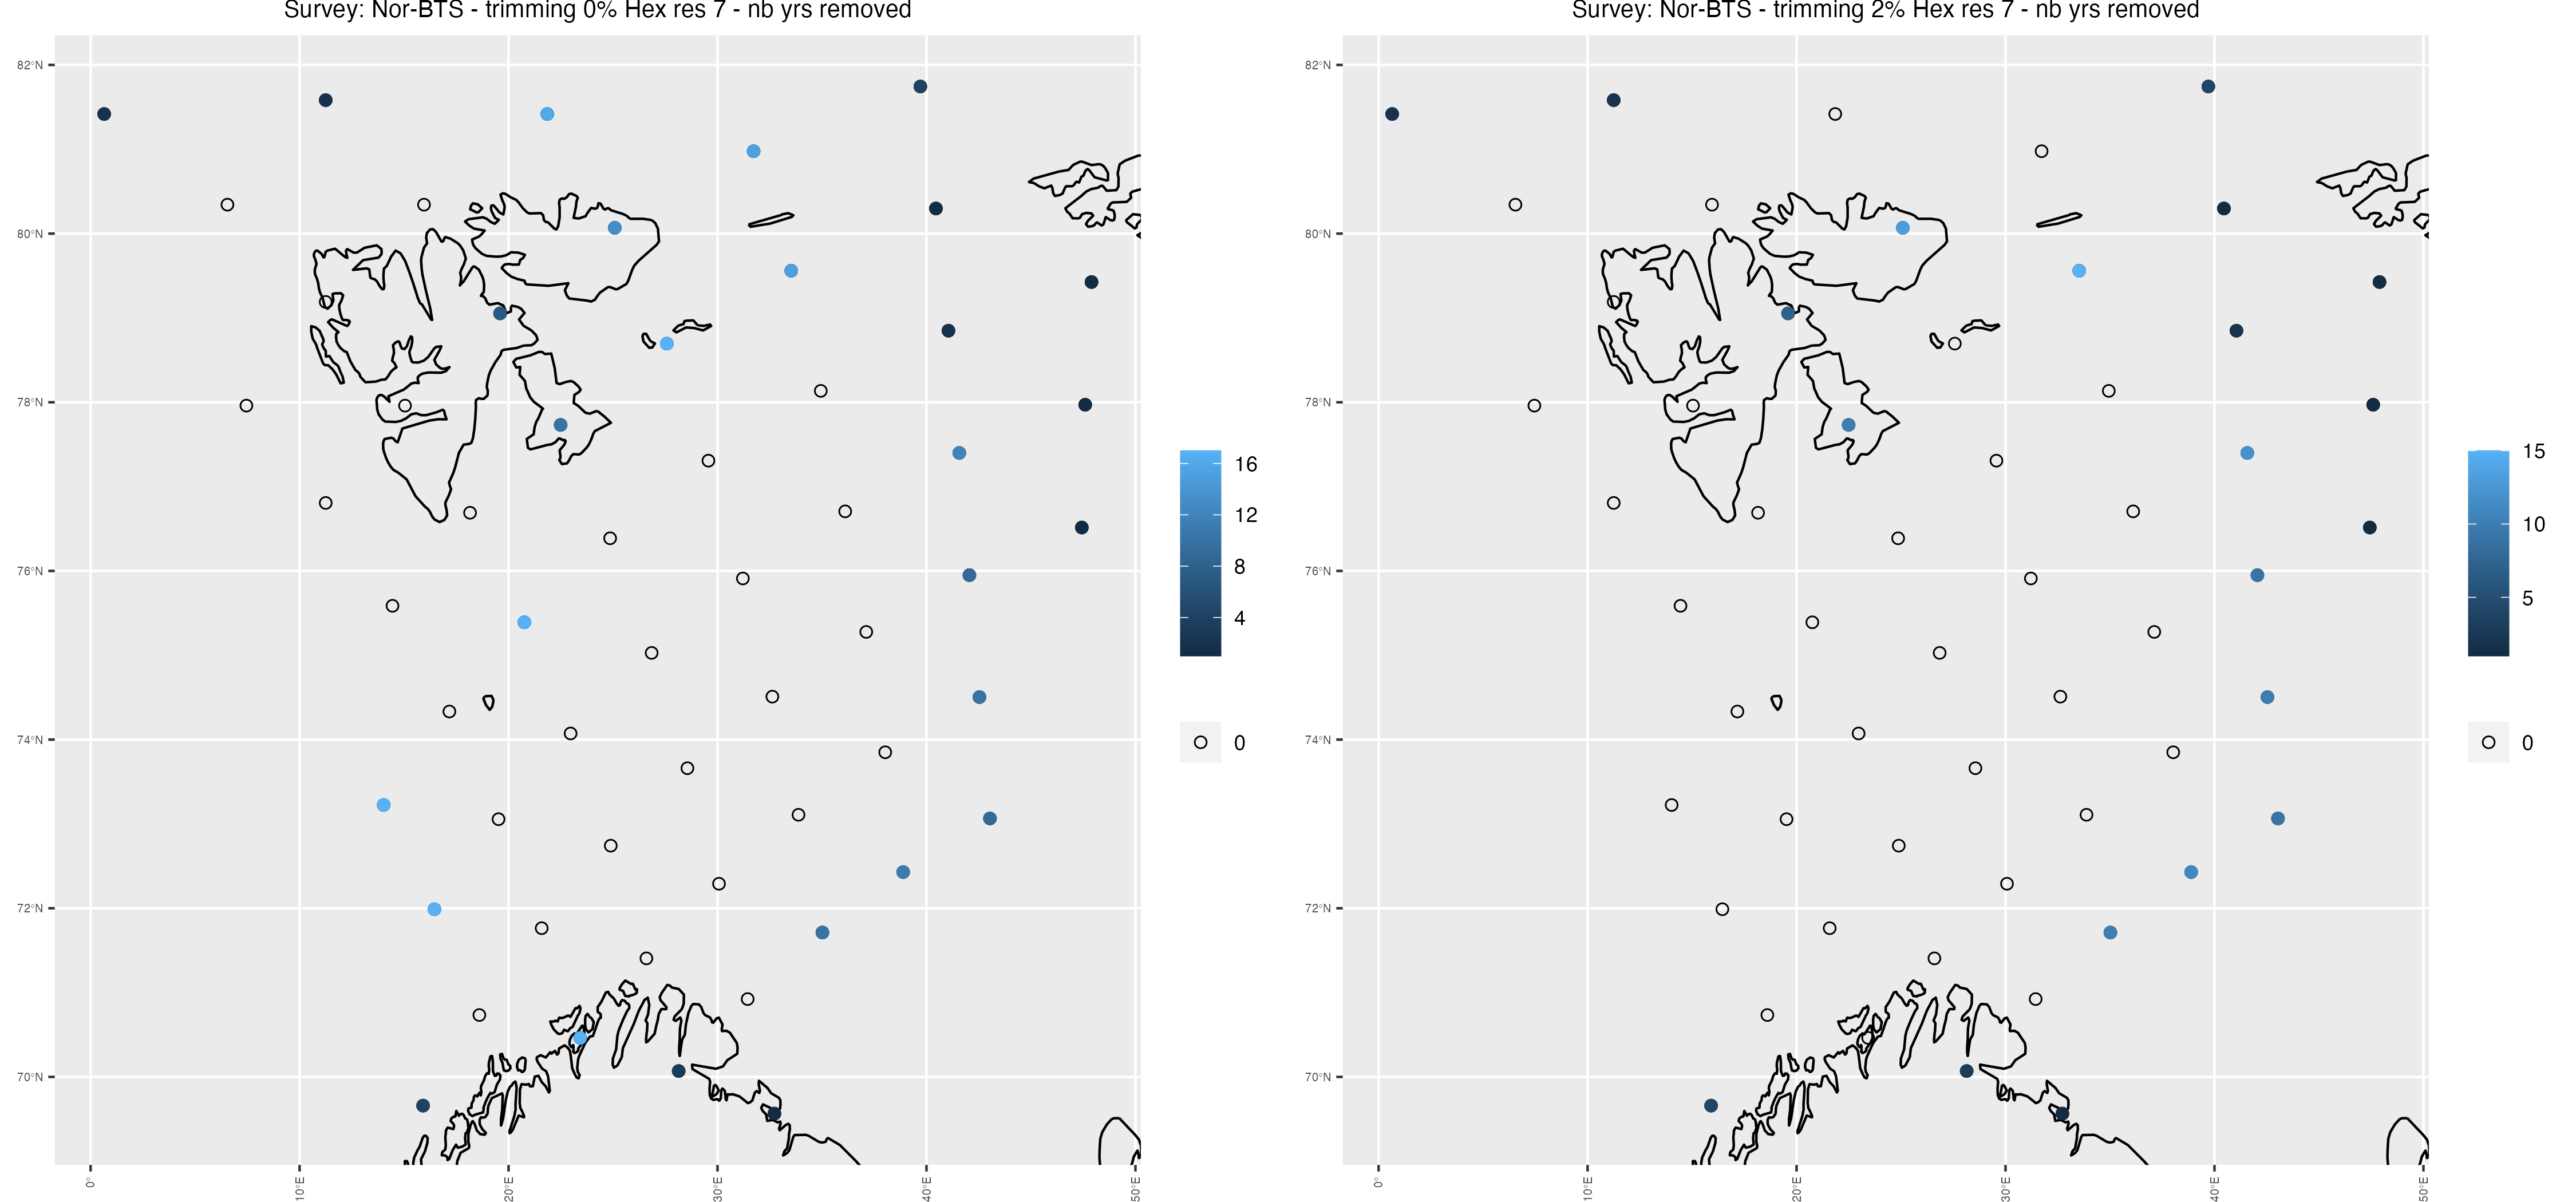 Survey: Nor-BTS - trimming 0% Hex res 7 - nb yrs removed
82°N
80°N
78°N
76°N
74°N
72°N
70°N
0°
10°E
20°E
30°E
40°E
50°E
16
12
8
4
0
Survey: Nor-BTS - trimming 2% Hex res 7 - nb yrs removed
82°N
80°N
78°N
76°N
74°N
72°N
70°N
0°
10°E
20°E
30°E
40°E
50°E
15
10
5
0